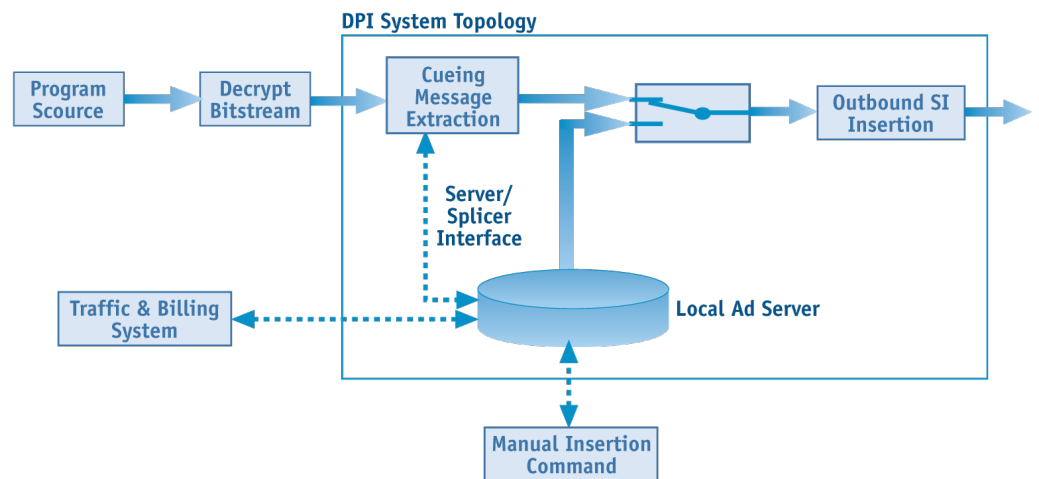 DPI System Topology
Program
Scource
Decrypt
Bitstream
Cueing
Message
Extraction
Outbound SI
Insertion
Server/
Splicer
Interface
Traffic & Billing
System
Local Ad Server
Manual Insertion
Command